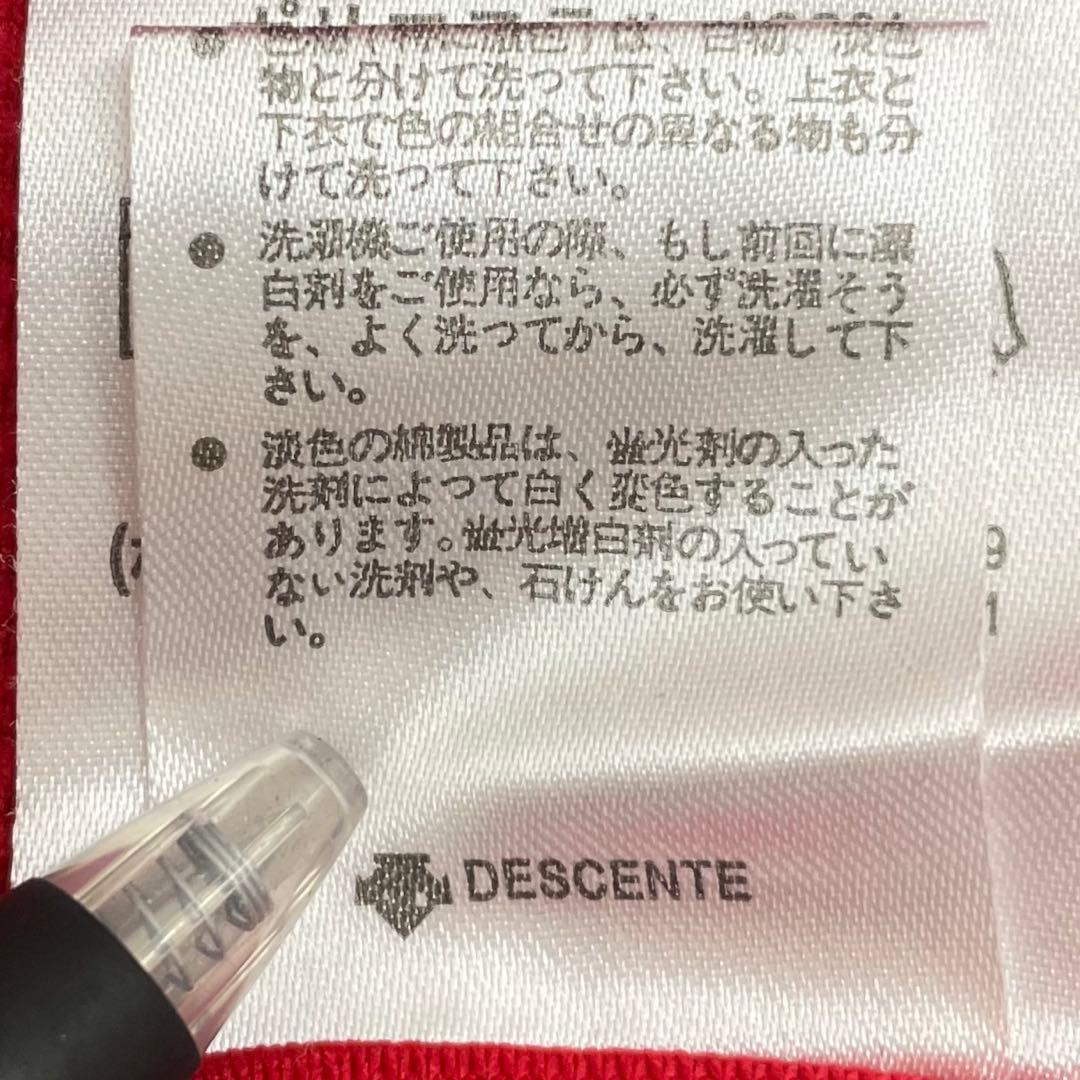 ● 色
物と分けて洗って下さい。上衣と
下衣で色の組合せの異なる物も分
けて洗って下さい。
● 洗濯機ご使用の際、もし前回に漂
白剤をご使用なら、必ず洗濯そう
を、よく洗ってから、洗濯して下
さい。
● 淡色の綿製品は、蛍光剤の入った
洗剤によって白く変色することが
あります。蛍光増白剤の入ってい
ない洗剤や、石けんをお使い下さ
い。
DESCENTE